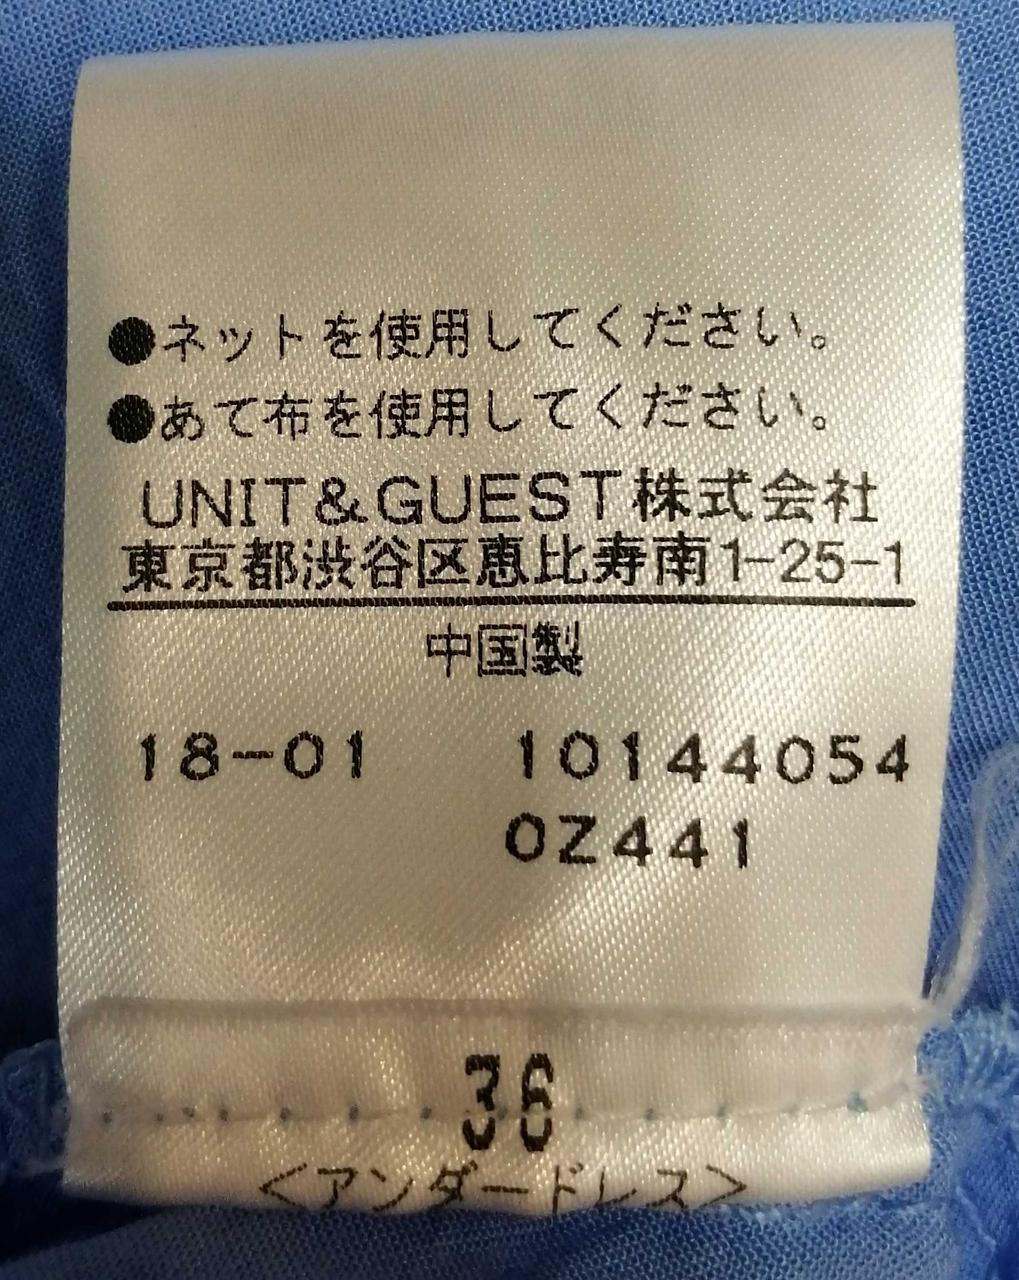 ●ネットを使用してください。
●あて布を使用してください。
UNIT&GUEST株式会社
東京都渋谷区恵比寿南1-25-1
中国製
18-01 10144054
0Z441
36
<アンダードレス>